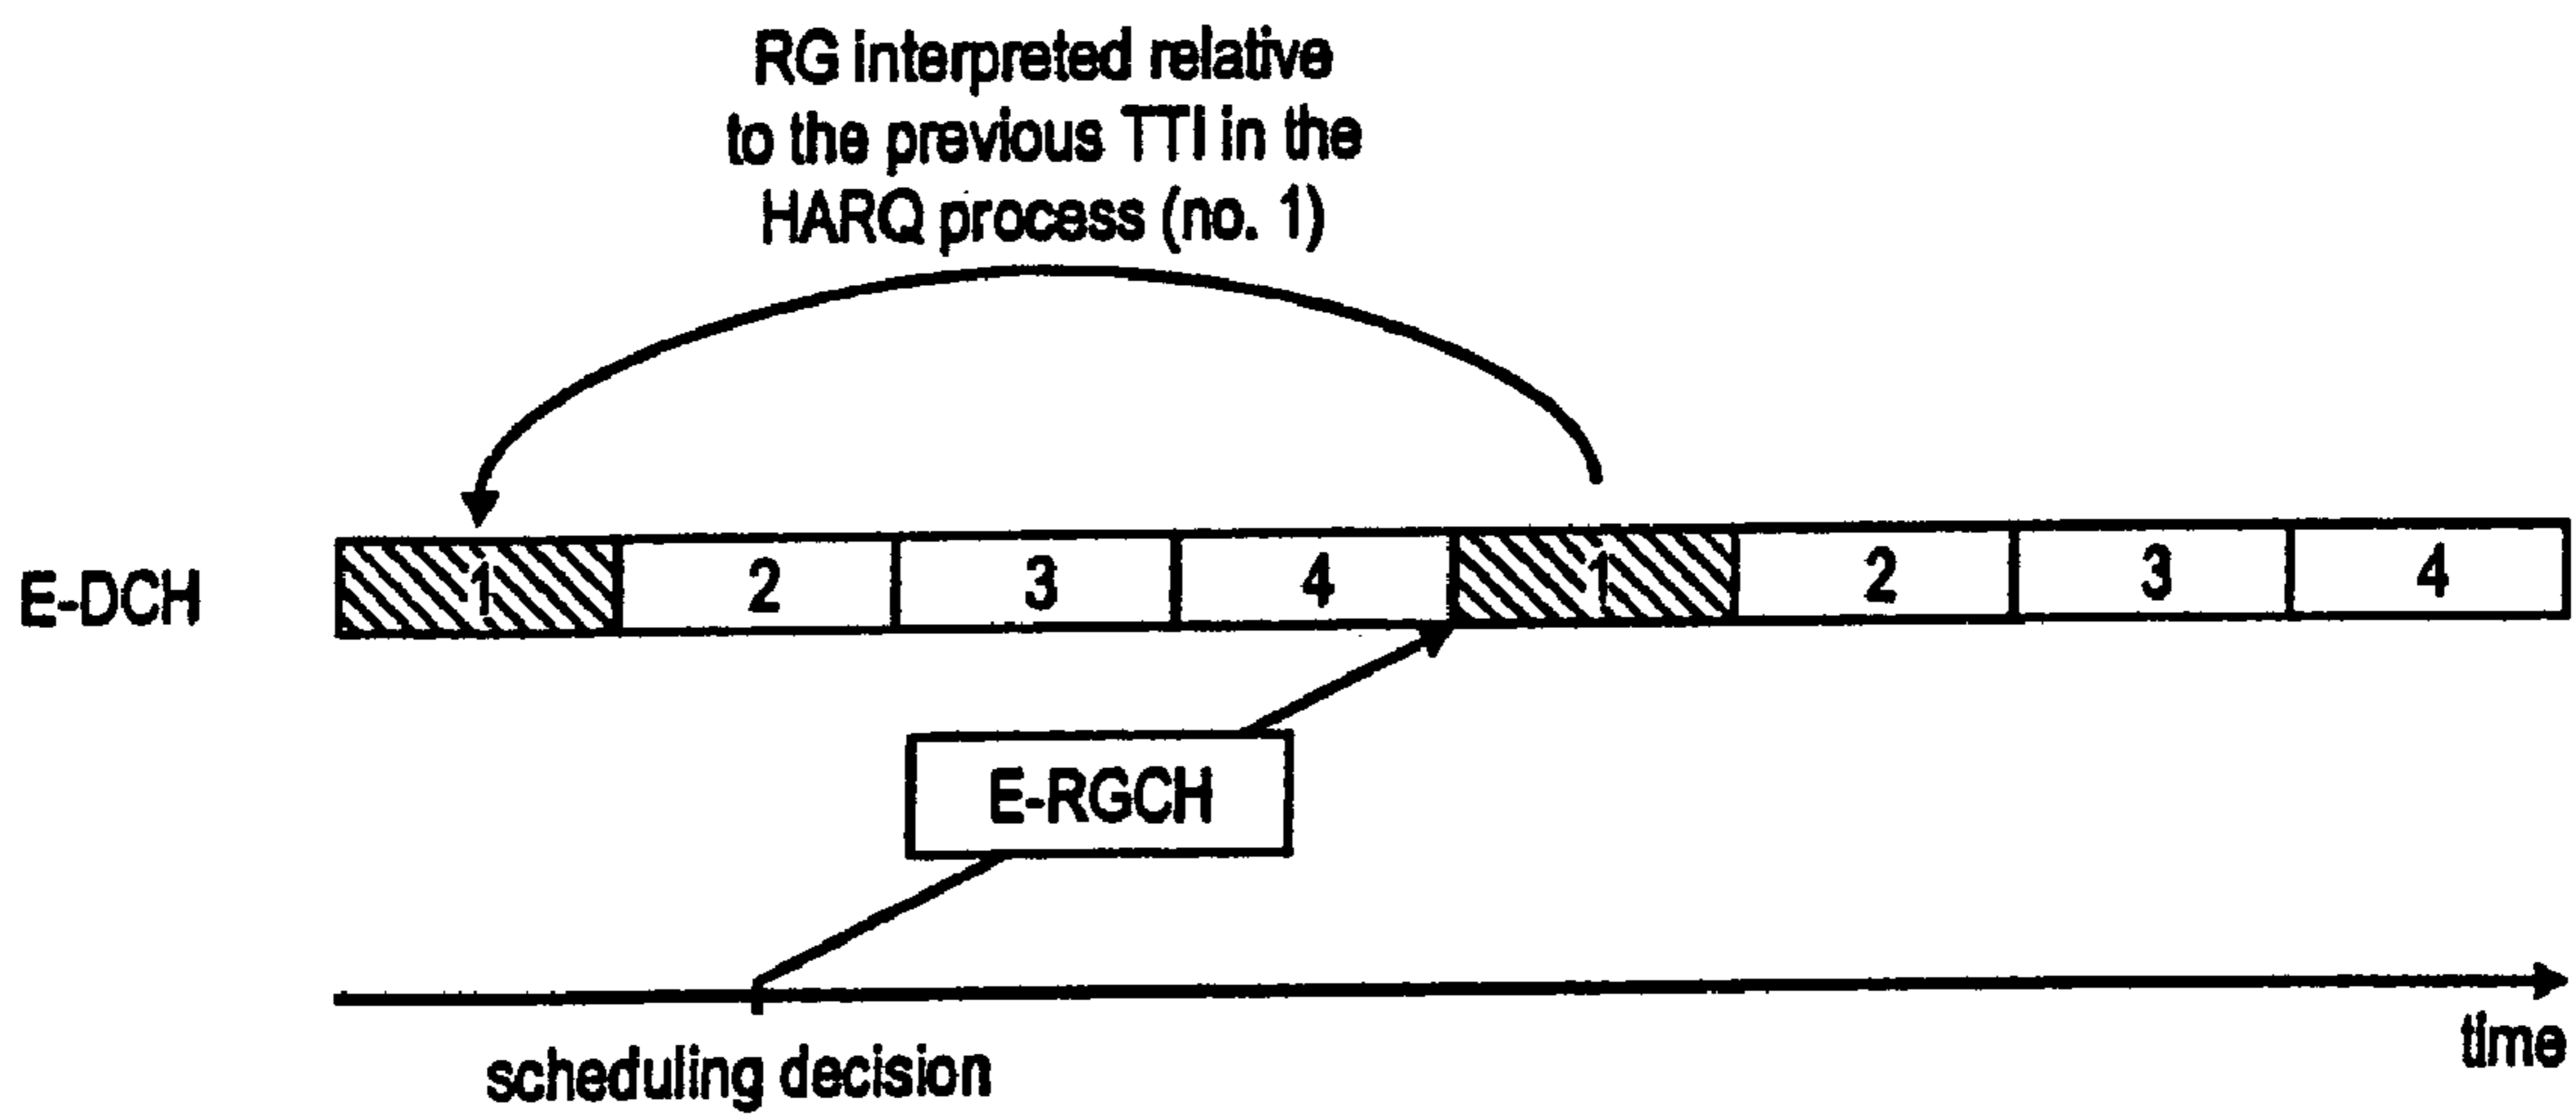 RG interpreted relative
to the previous TTI in the
HARQ process (no. 1)
E-DCH 1 2 3 4 1 2 3 4
E-RGCH
time
scheduling decision